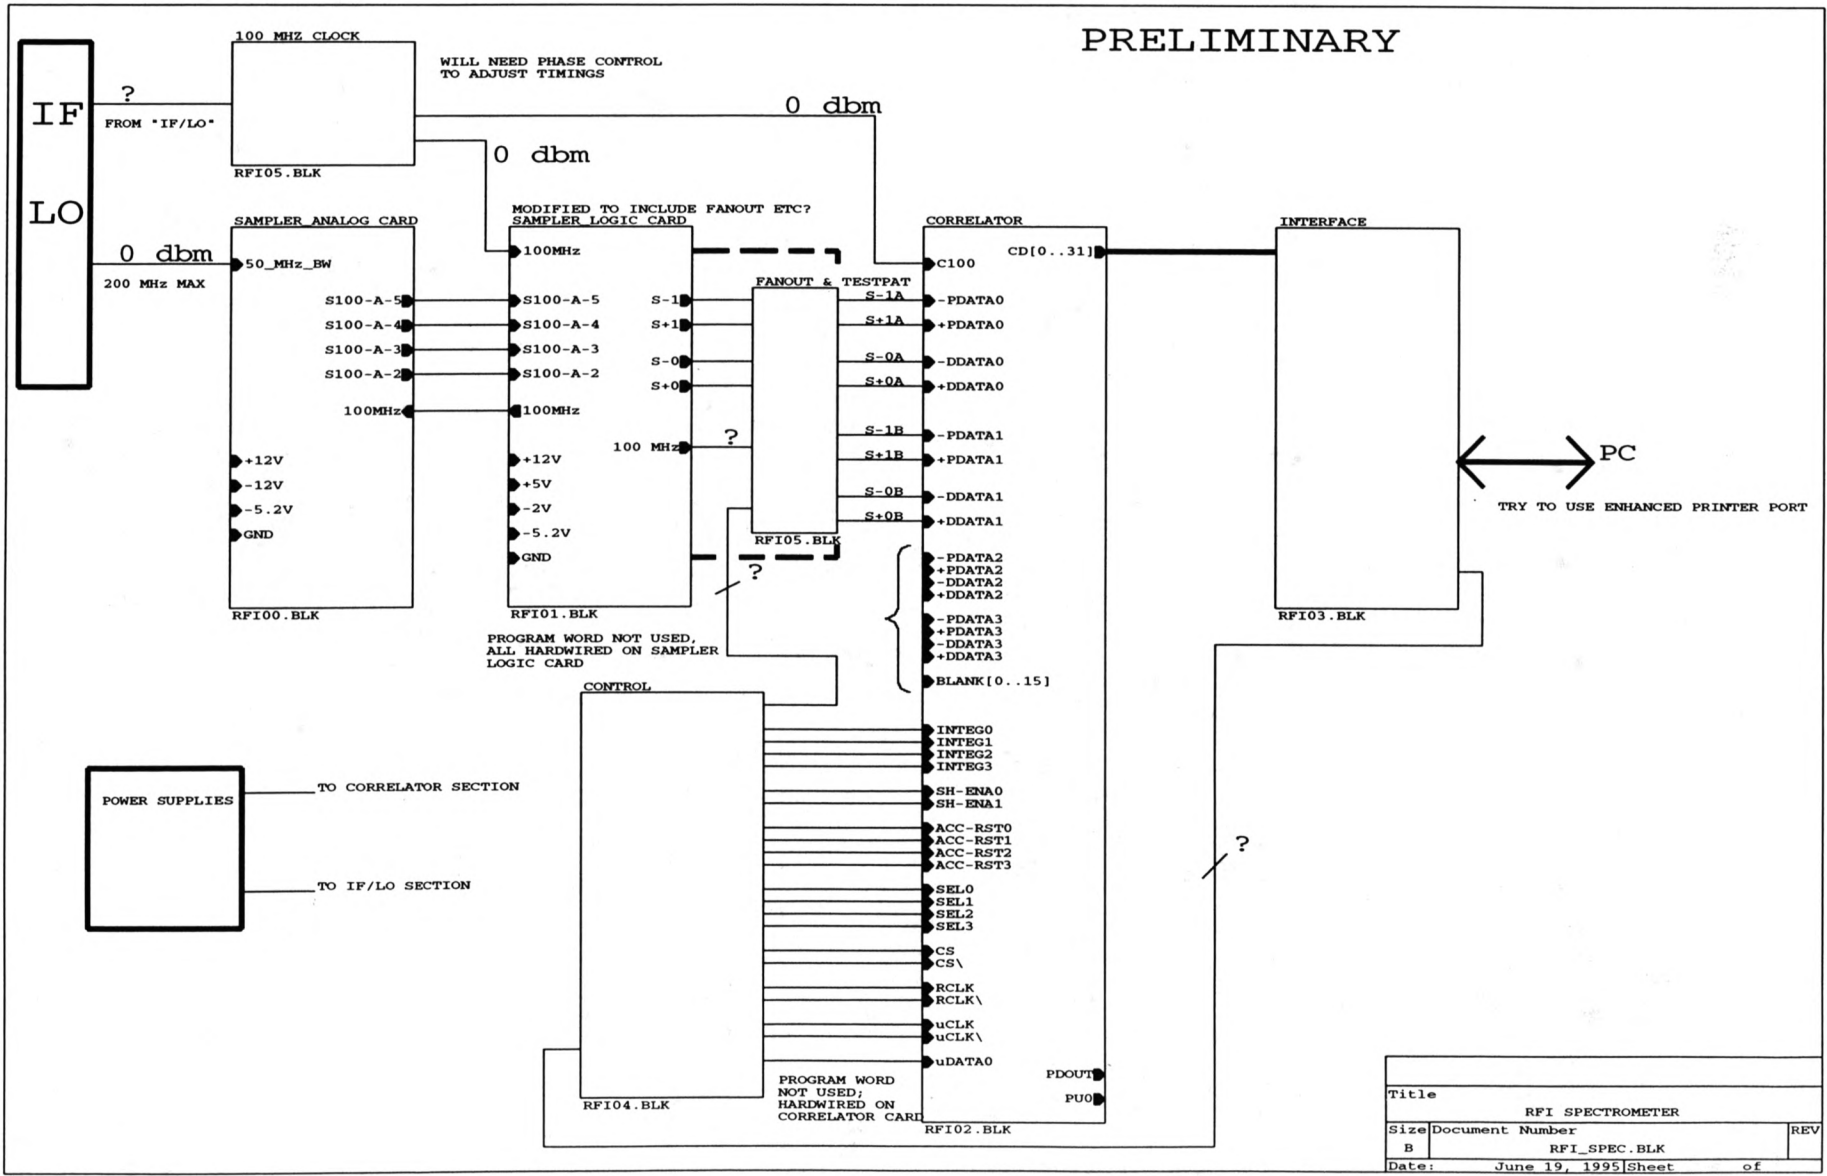 PRELIMINARY
IF
LO
?
FROM "IF/LO"
100 MHZ CLOCK
RFI05.BLK
WILL NEED PHASE CONTROL
TO ADJUST TIMINGS
0 dbm
0 dbm
0 dbm
200 MHz MAX
SAMPLER_ANALOG CARD
50_MHz_BW
S100-A-5
S100-A-4
S100-A-3
S100-A-2
100MHz
+12V
-12V
-5.2V
GND
RFI00.BLK
MODIFIED TO INCLUDE FANOUT ETC?
SAMPLER_LOGIC CARD
100MHz
S100-A-5
S100-A-4
S100-A-3
S100-A-2
100MHz
+12V
+5V
-2V
-5.2V
GND
S-1
S+1
S-0
S+0
100 MHz
RFI01.BLK
PROGRAM WORD NOT USED,
ALL HARDWIRED ON SAMPLER
LOGIC CARD
?
FANOUT & TESTPAT
RFI05.BLK
?
S-1A
S+1A
S-0A
S+0A
S-1B
S+1B
S-0B
S+0B
CORRELATOR
CD[0..31]
C100
-PDATA0
+PDATA0
-DDATA0
+DDATA0
-PDATA1
+PDATA1
-DDATA1
+DDATA1
-PDATA2
+PDATA2
-DDATA2
+DDATA2
-PDATA3
+PDATA3
-DDATA3
+DDATA3
BLANK[0..15]
INTEG0
INTEG1
INTEG2
INTEG3
SH-ENA0
SH-ENA1
ACC-RST0
ACC-RST1
ACC-RST2
ACC-RST3
SEL0
SEL1
SEL2
SEL3
CS
CS\
RCLK
RCLK\
uCLK
uCLK\
uDATA0
PDOUT
PU0
RFI02.BLK
INTERFACE
RFI03.BLK
PC
TRY TO USE ENHANCED PRINTER PORT
?
CONTROL
RFI04.BLK
PROGRAM WORD
NOT USED;
HARDWIRED ON
CORRELATOR CARD
POWER SUPPLIES
TO CORRELATOR SECTION
TO IF/LO SECTION
Title
RFI SPECTROMETER
Size Document Number REV
B RFI_SPEC.BLK
Date: June 19, 1995 Sheet of